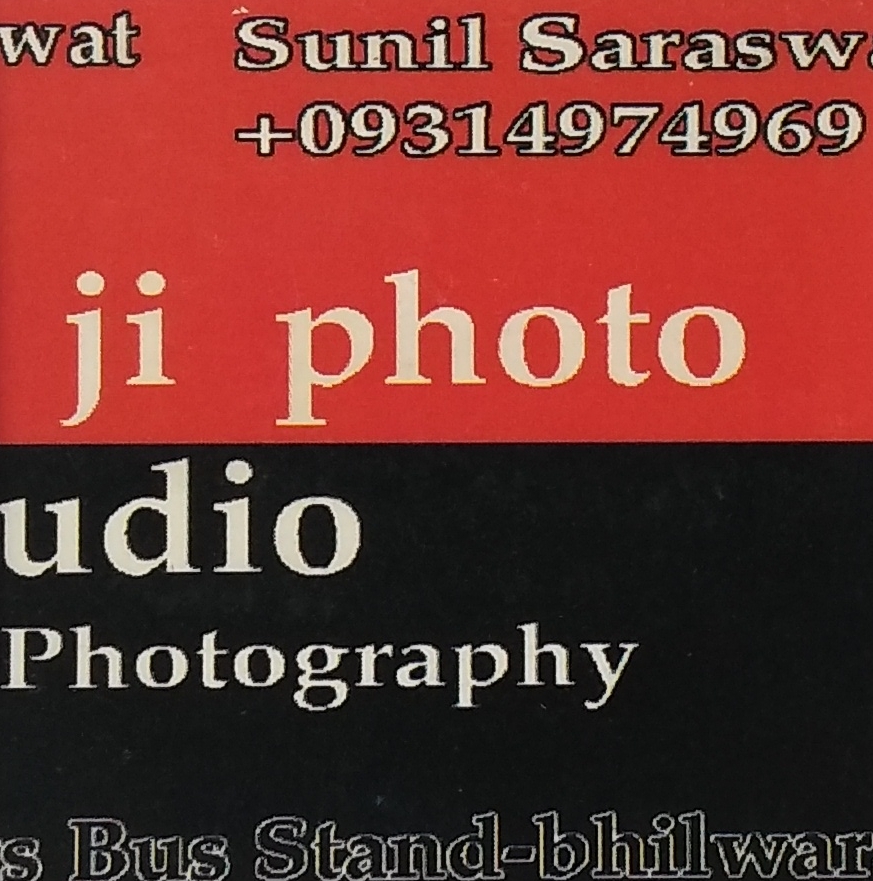 wat Sunil Sarasw
+09314974969
ji photo
udio
Photography
s Bus Stand-bhilwar